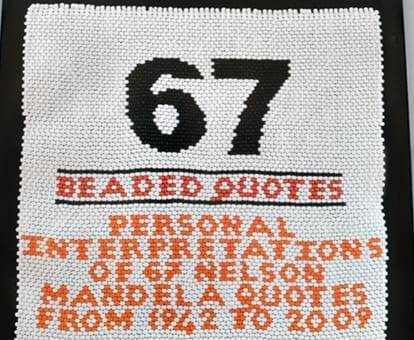 67
BEADED QUOTES
PERSONAL
INTERPRETATIONS
OF 67 NELSON
MANDELA QUOTES
FROM 1942 TO 2009